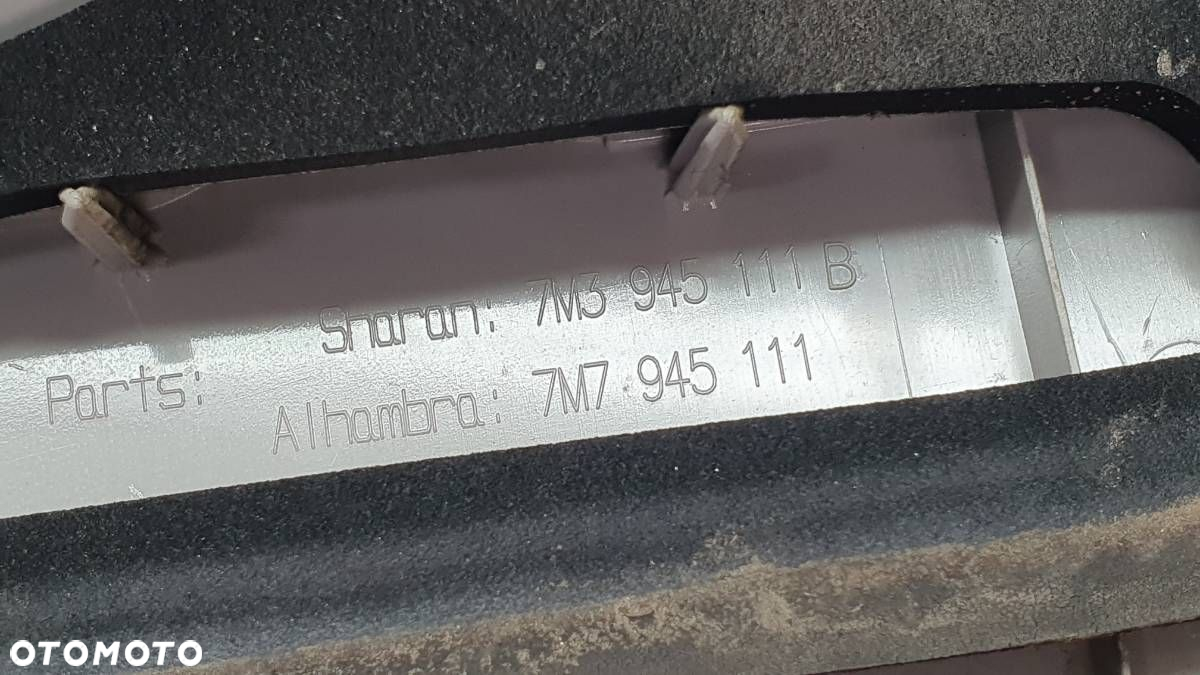 Sharan: 7M3 945 111 B
Parts:
Alhambra: 7M7 945 111
OTOMOTO